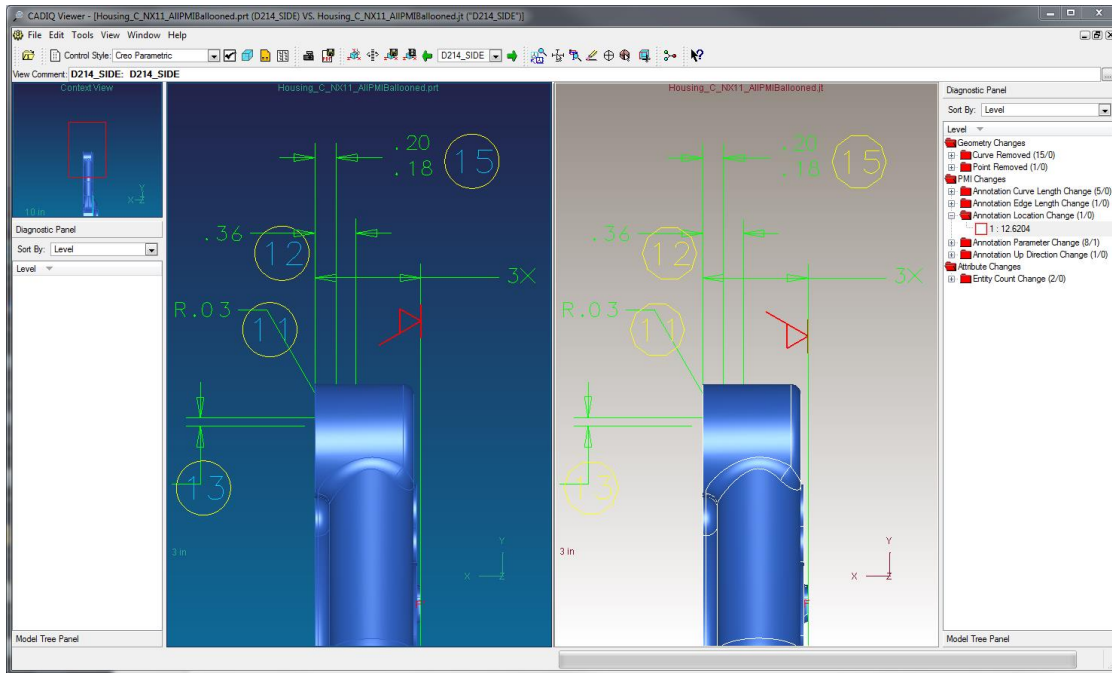 CADIQ Viewer - [Housing_C_NX11_AllPMIBallooned.prt (D214_SIDE) VS. Housing_C_NX11_AllPMIBallooned.jt ("D214_SIDE")]
File Edit Tools View Window Help
Control Style: Creo Parametric
D214_SIDE
View Comment: D214_SIDE: D214_SIDE
...
Context View
10 in
Y
X Z
Diagnostic Panel
Sort By: Level
Level
Model Tree Panel
Housing_C_NX11_AllPMIBallooned.prt
.20
.18
15
.36
12
3X
R.03
11
13
3 in
Y
X Z
Housing_C_NX11_AllPMIBallooned.jt
.20
.18
15
.36
12
3X
R.03
11
13
3 in
Y
X Z
Diagnostic Panel
Sort By: Level
Level
Geometry Changes
Curve Removed (15/0)
Point Removed (1/0)
PMI Changes
Annotation Curve Length Change (5/0)
Annotation Edge Length Change (1/0)
Annotation Location Change (1/0)
1 : 12.6204
Annotation Parameter Change (8/1)
Annotation Up Direction Change (1/0)
Attribute Changes
Entity Count Change (2/0)
Model Tree Panel